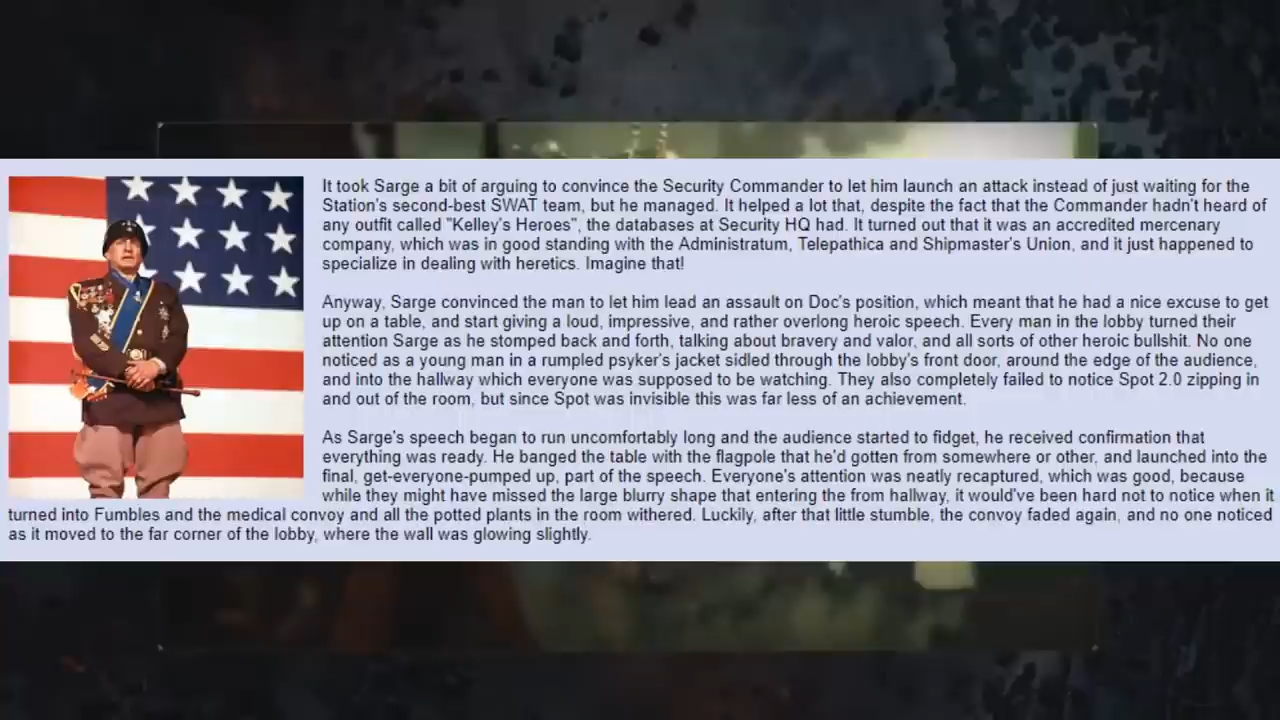 It took Sarge a bit of arguing to convince the Security Commander to let him launch an attack instead of just waiting for the
Station's second-best SWAT team, but he managed. It helped a lot that, despite the fact that the Commander hadn't heard of
any outfit called "Kelley's Heroes", the databases at Security HQ had. It turned out that it was an accredited mercenary
company, which was in good standing with the Administratum, Telepathica and Shipmaster's Union, and it just happened to
specialize in dealing with heretics. Imagine that!
Anyway, Sarge convinced the man to let him lead an assault on Doc's position, which meant that he had a nice excuse to get
up on a table, and start giving a loud, impressive, and rather overlong heroic speech. Every man in the lobby turned their
attention Sarge as he stomped back and forth, talking about bravery and valor, and all sorts of other heroic bullshit. No one
noticed as a young man in a rumpled psyker's jacket sidled through the lobby's front door, around the edge of the audience,
and into the hallway which everyone was supposed to be watching. They also completely failed to notice Spot 2.0 zipping in
and out of the room, but since Spot was invisible this was far less of an achievement.
As Sarge's speech began to run uncomfortably long and the audience started to fidget, he received confirmation that
everything was ready. He banged the table with the flagpole that he'd gotten from somewhere or other, and launched into the
final, get-everyone-pumped up, part of the speech. Everyone's attention was neatly recaptured, which was good, because
while they might have missed the large blurry shape that entering the from hallway, it would've been hard not to notice when it
turned into Fumbles and the medical convoy and all the potted plants in the room withered. Luckily, after that little stumble, the convoy faded again, and no one noticed
as it moved to the far corner of the lobby, where the wall was glowing slightly.